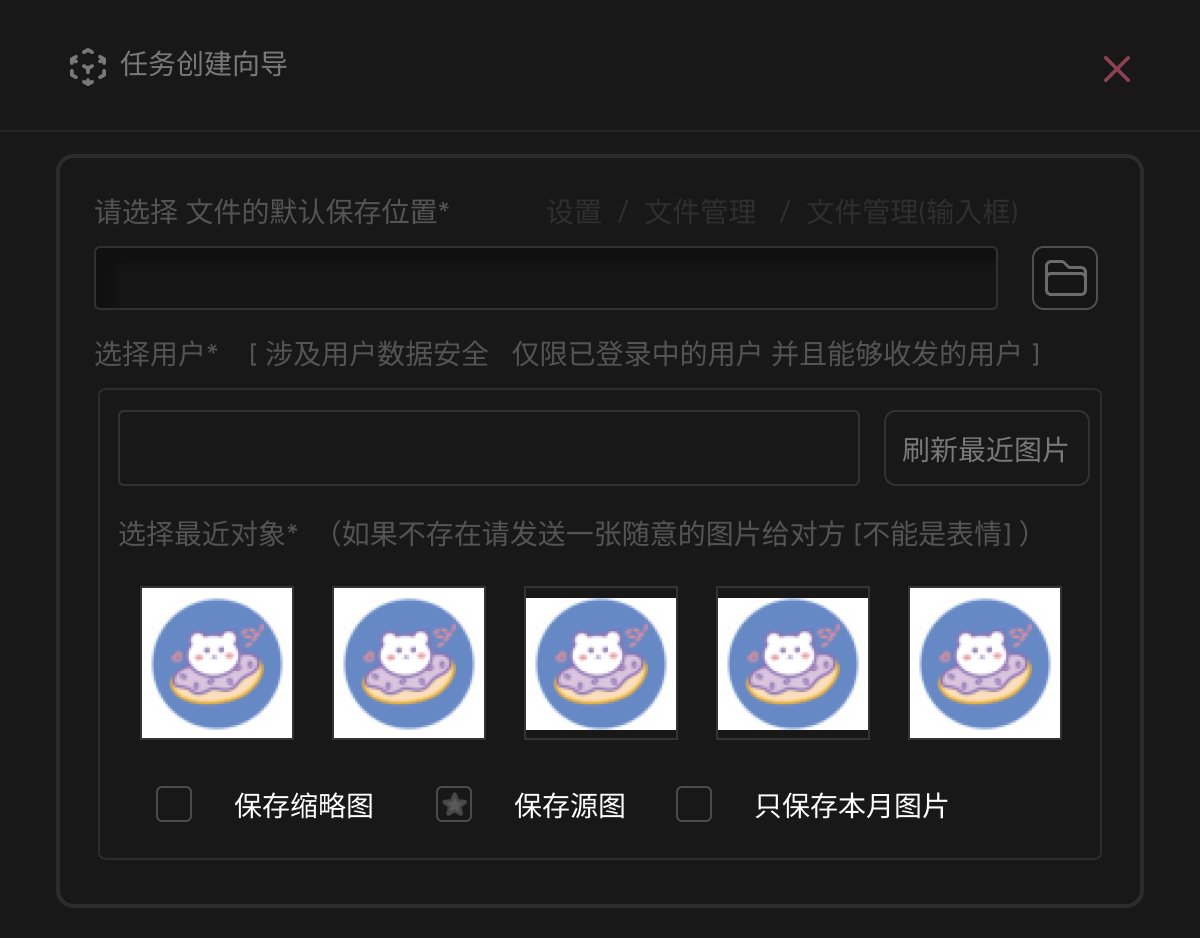 任务创建向导
请选择 文件的默认保存位置* 设置 / 文件管理 / 文件管理(输入框)
选择用户* [ 涉及用户数据安全 仅限已登录中的用户 并且能够收发的用户 ]
刷新最近图片
选择最近对象* （如果不存在请发送一张随意的图片给对方 [不能是表情] ）
保存缩略图 保存源图 只保存本月图片